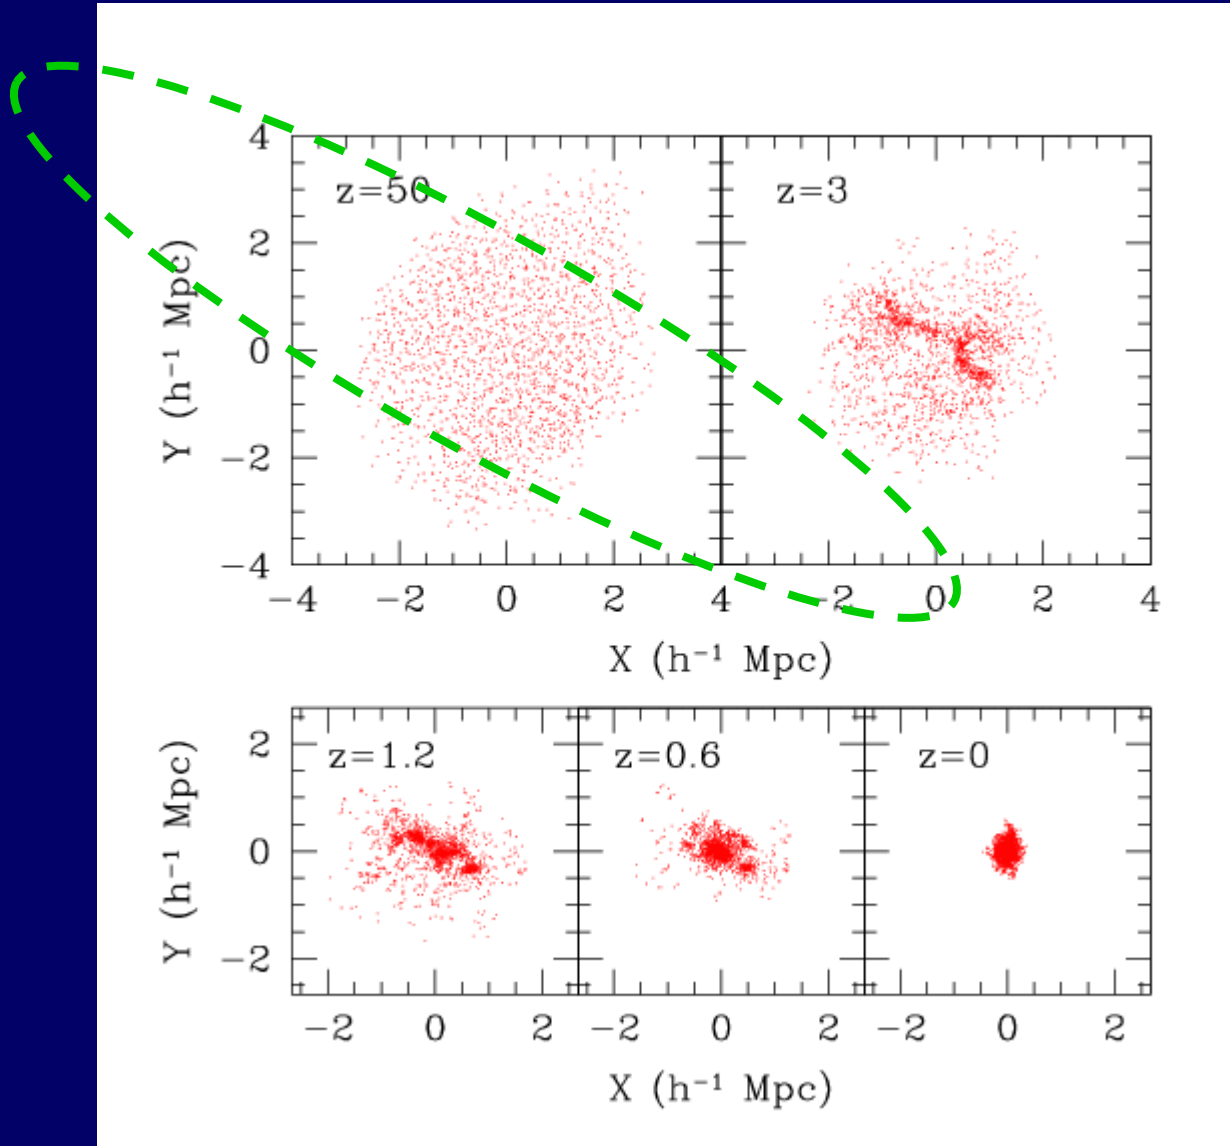 4
z=50
z=3
2
Y (h⁻¹ Mpc)
0
−2
−4
−4 −2 0 2 4 −2 0 2 4
X (h⁻¹ Mpc)
2
z=1.2 z=0.6 z=0
Y (h⁻¹ Mpc)
0
−2
−2 0 2 −2 0 2 −2 0 2
X (h⁻¹ Mpc)